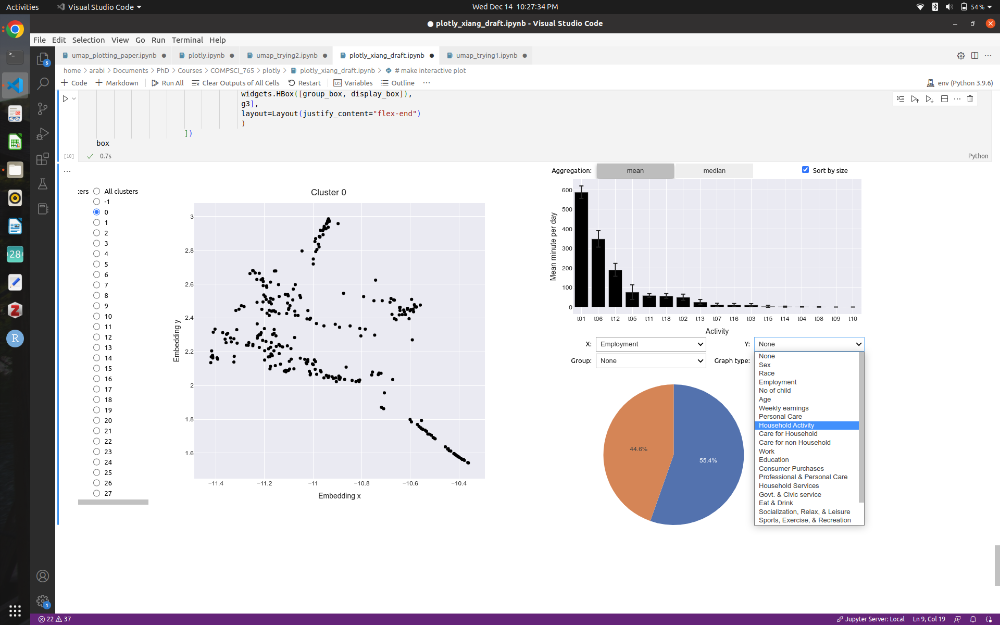 Activities
Visual Studio Code
Wed Dec 14 10:27:34 PM
54 %
● plotly_xiang_draft.ipynb - Visual Studio Code
File Edit Selection View Go Run Terminal Help
umap_plotting_paper.ipynb ●
plotly.ipynb ●
umap_trying2.ipynb ●
plotly_xiang_draft.ipynb ●
umap_trying1.ipynb ●
home > arabi > Documents > PhD > Courses > COMPSCI_765 > plotly > plotly_xiang_draft.ipynb > # make interactive plot
+ Code + Markdown Run All Clear Outputs of All Cells Restart Variables Outline ...
env (Python 3.9.6)
widgets.HBox([group_box, display_box]),
g3],
layout=Layout(justify_content="flex-end")
)
])
box
[10] ✓ 0.7s
Python
...
cers
All clusters
-1
0
1
2
3
4
5
6
7
8
9
10
11
12
13
14
15
16
17
18
19
20
21
22
23
24
25
26
27
Cluster 0
Embedding y
3
2.8
2.6
2.4
2.2
2
1.8
1.6
−11.4 −11.2 −11 −10.8 −10.6 −10.4
Embedding x
Aggregation: mean median
Sort by size
Mean minute per day
600
500
400
300
200
100
0
t01 t06 t12 t05 t11 t18 t02 t13 t07 t16 t03 t15 t14 t04 t08 t09 t10
Activity
X: Employment
Y: None
Group: None
Graph type:
None
Sex
Race
Employment
No of child
Age
Weekly earnings
Personal Care
Household Activity
Care for Household
Care for non Household
Work
Education
Consumer Purchases
Professional & Personal Care
Household Services
Govt. & Civic service
Eat & Drink
Socialization, Relax, & Leisure
Sports, Exercise, & Recreation
44.6%
55.4%
5
28
Z
R
1
22 37
Jupyter Server: Local
Ln 9, Col 19